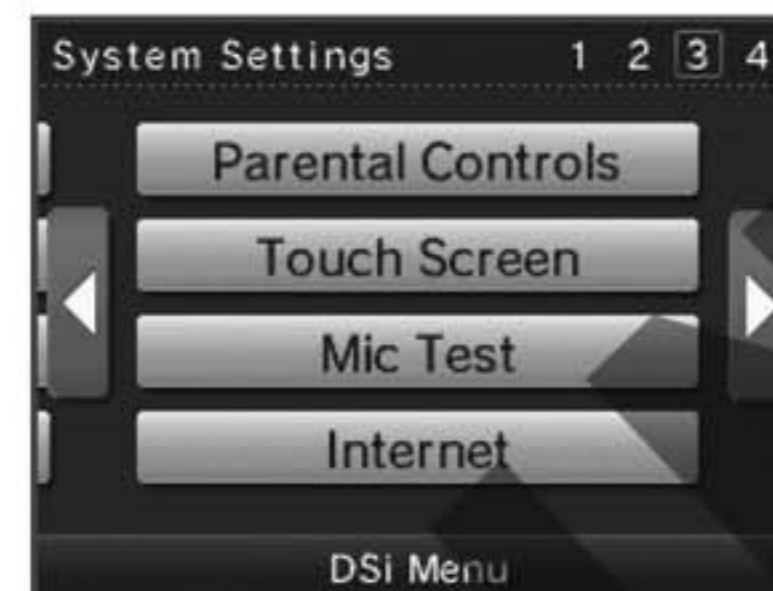 System Settings 1 2 3 4
Parental Controls
Touch Screen
Mic Test
Internet
DSi Menu